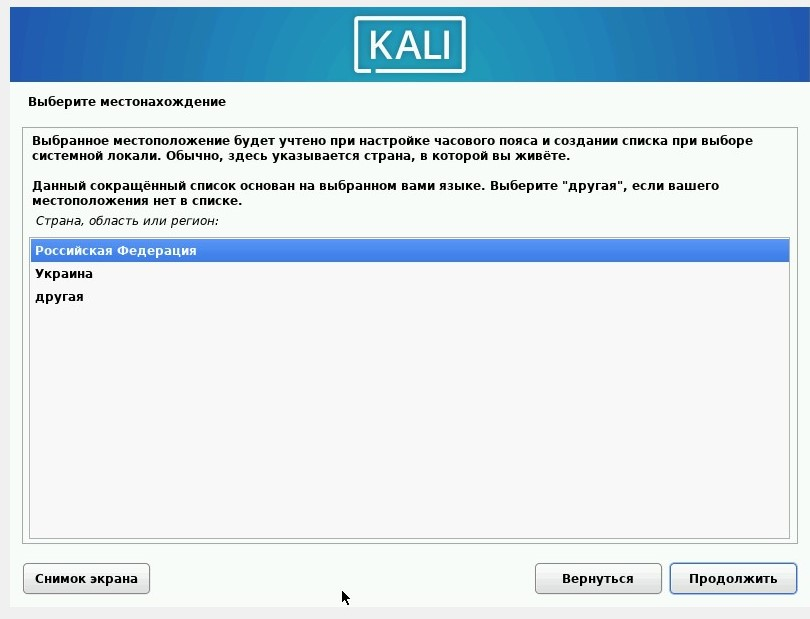 KALI
Выберите местонахождение
Выбранное местоположение будет учтено при настройке часового пояса и создании списка при выборе
системной локали. Обычно, здесь указывается страна, в которой вы живёте.
Данный сокращённый список основан на выбранном вами языке. Выберите "другая", если вашего
местоположения нет в списке.
Страна, область или регион:
Российская Федерация
Украина
другая
Снимок экрана
Вернуться
Продолжить